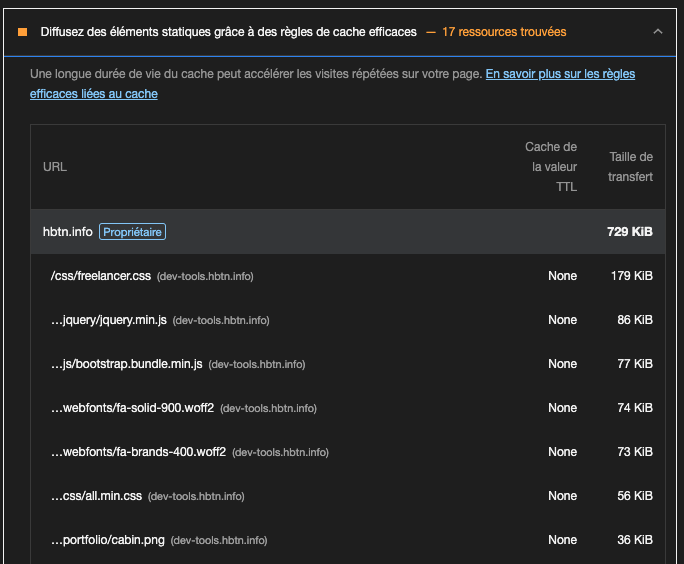 Diffusez des éléments statiques grâce à des règles de cache efficaces — 17 ressources trouvées
Une longue durée de vie du cache peut accélérer les visites répétées sur votre page. En savoir plus sur les règles
efficaces liées au cache
URL
Cache de
la valeur
TTL
Taille de
transfert
hbtn.info Propriétaire 729 KiB
/css/freelancer.css (dev-tools.hbtn.info) None 179 KiB
…jquery/jquery.min.js (dev-tools.hbtn.info) None 86 KiB
…js/bootstrap.bundle.min.js (dev-tools.hbtn.info) None 77 KiB
…webfonts/fa-solid-900.woff2 (dev-tools.hbtn.info) None 74 KiB
…webfonts/fa-brands-400.woff2 (dev-tools.hbtn.info) None 73 KiB
…css/all.min.css (dev-tools.hbtn.info) None 56 KiB
…portfolio/cabin.png (dev-tools.hbtn.info) None 36 KiB